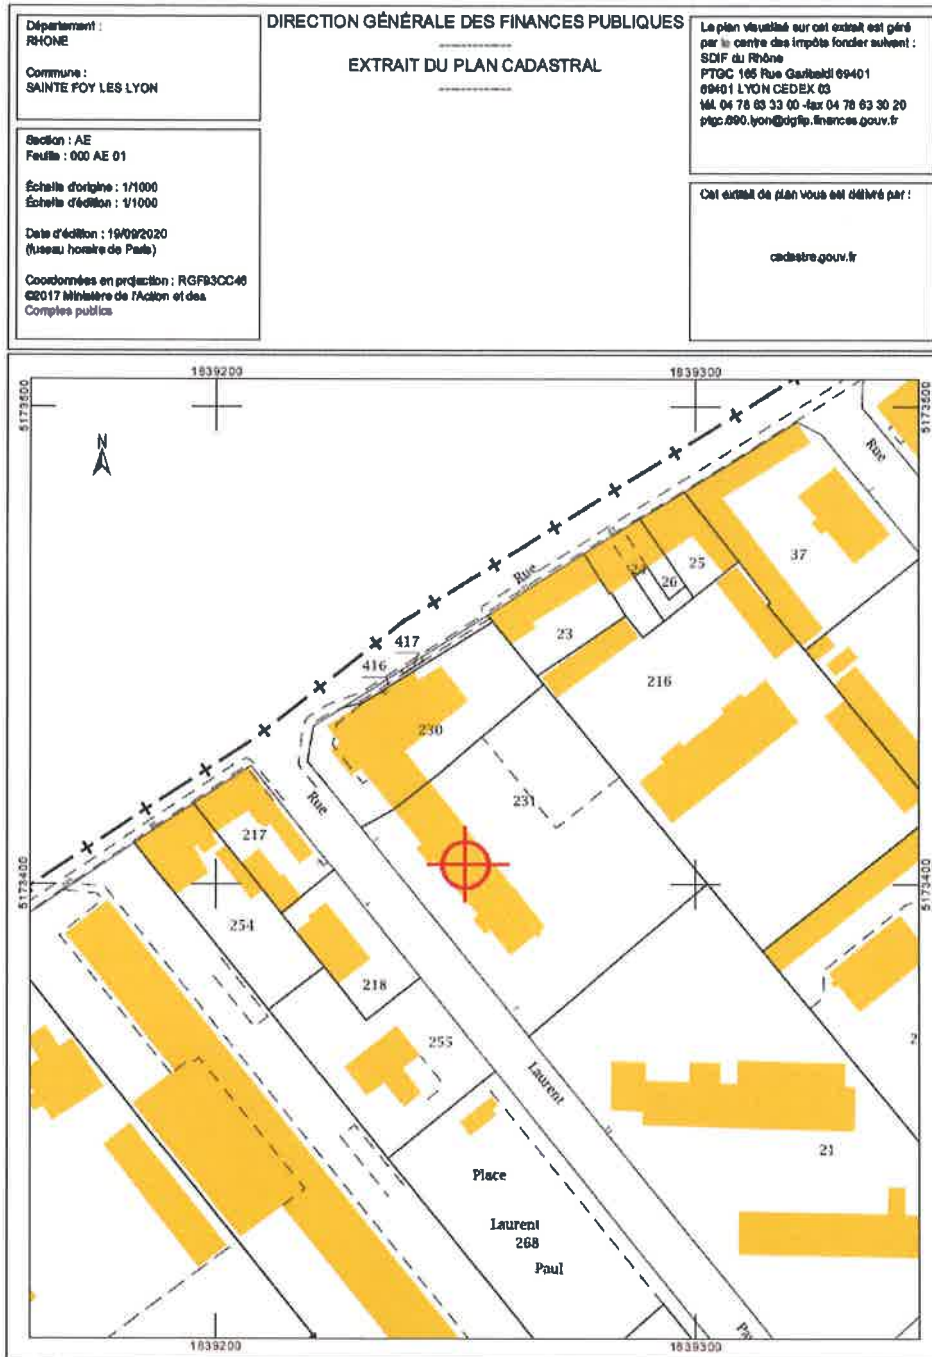 Département :
RHONE
Commune :
SAINTE FOY LES LYON
Section : AE
Feuille : 000 AE 01
Échelle d'origine : 1/1000
Échelle d'édition : 1/1000
Date d'édition : 19/09/2020
(fuseau horaire de Paris)
Coordonnées en projection : RGF93CC46
©2017 Ministère de l'Action et des
Comptes publics
DIRECTION GÉNÉRALE DES FINANCES PUBLIQUES
EXTRAIT DU PLAN CADASTRAL
Le plan visualisé sur cet extrait est géré
par le centre des impôts foncier suivant :
SDIF du Rhône
PTGC 165 Rue Garibaldi 69401
69401 LYON CEDEX 03
tél. 04 78 63 33 00 -fax 04 78 63 30 20
ptgc.690.lyon@dgfip.finances.gouv.fr
Cet extrait de plan vous est délivré par :
cadastre.gouv.fr
1839200
1839300
5173500
5173500
N
Rue
37
Rue
25
24
26
23
417
416
216
230
231
Rue
217
5173400
5173400
254
218
255
2
Laurent
21
Place
Laurent
268
Paul
1839200
1839300